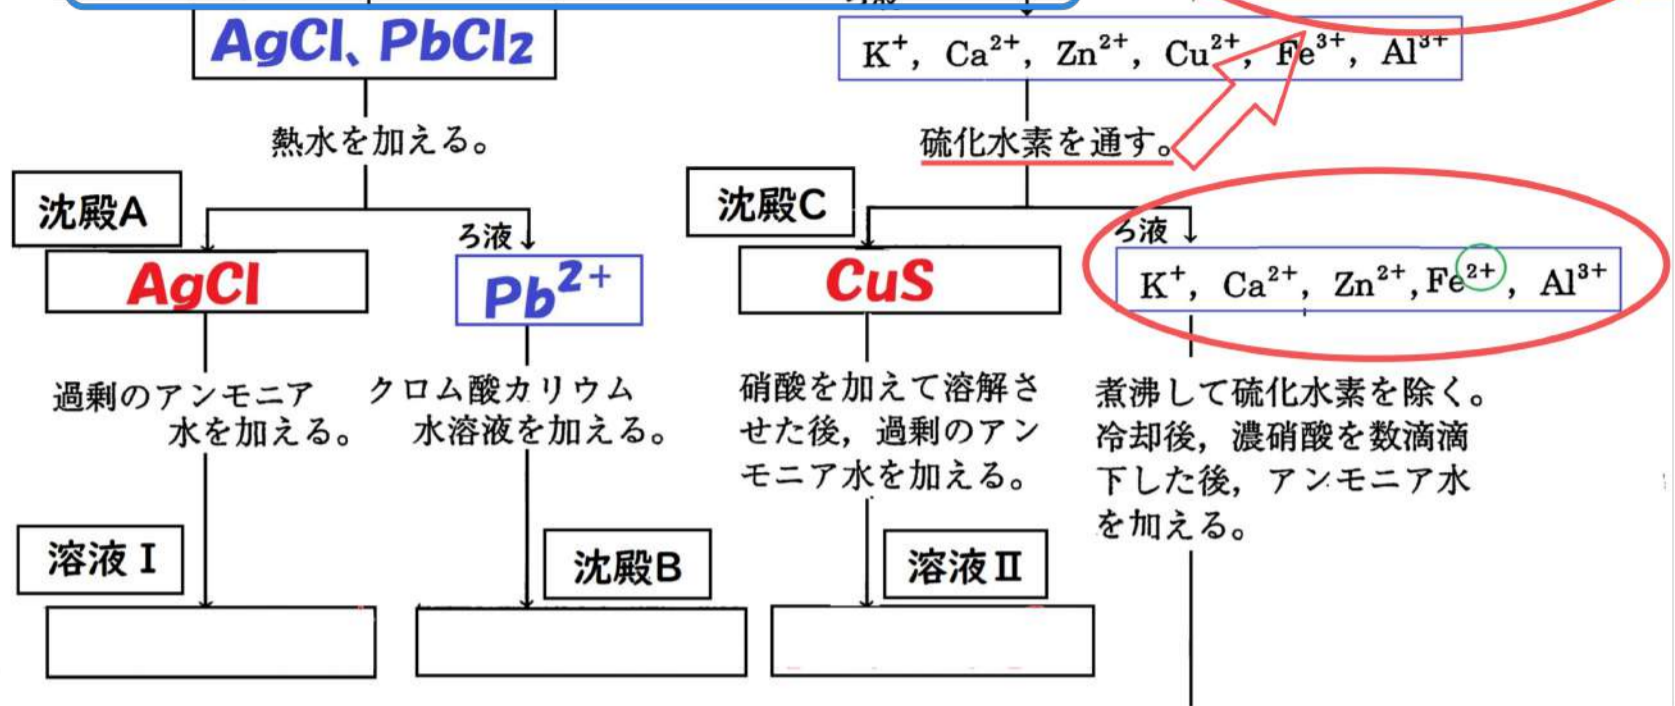 AgCl、PbCl2
K⁺, Ca²⁺, Zn²⁺, Cu²⁺, Fe³⁺, Al³⁺
熱水を加える。
硫化水素を通す。
沈殿A
AgCl
ろ液
Pb²⁺
沈殿C
CuS
ろ液
K⁺, Ca²⁺, Zn²⁺, Fe²⁺, Al³⁺
過剰のアンモニア
水を加える。
クロム酸カリウム
水溶液を加える。
硝酸を加えて溶解さ
せた後，過剰のアン
モニア水を加える。
煮沸して硫化水素を除く。
冷却後，濃硝酸を数滴滴
下した後，アンモニア水
を加える。
溶液Ⅰ
沈殿B
溶液Ⅱ